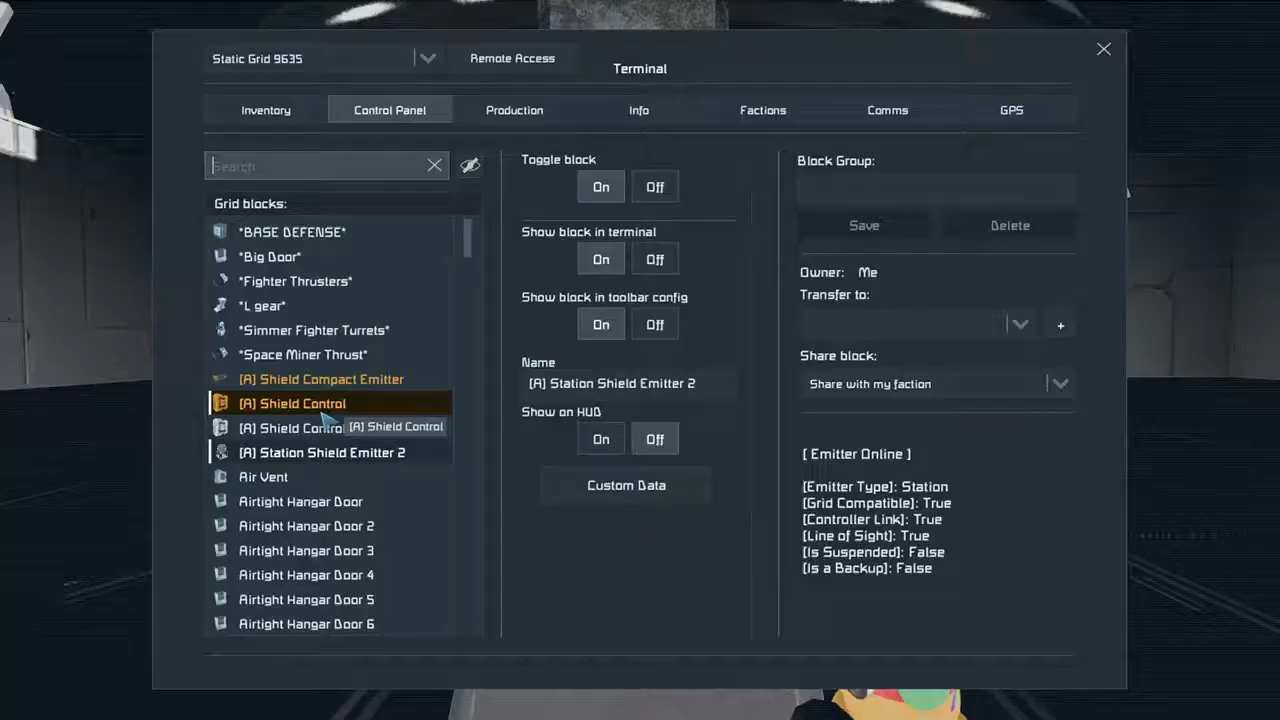 Static Grid 9635
Remote Access
Terminal
Inventory
Control Panel
Production
Info
Factions
Comms
GPS
Search
Grid blocks:
*BASE DEFENSE*
*Big Door*
*Fighter Thrusters*
*L gear*
*Simmer Fighter Turrets*
*Space Miner Thrust*
[A] Shield Compact Emitter
[A] Shield Control
[A] Shield Control
[A] Shield Control
[A] Station Shield Emitter 2
Air Vent
Airtight Hangar Door
Airtight Hangar Door 2
Airtight Hangar Door 3
Airtight Hangar Door 4
Airtight Hangar Door 5
Airtight Hangar Door 6
Toggle block
On
Off
Show block in terminal
On
Off
Show block in toolbar config
On
Off
Name
[A] Station Shield Emitter 2
Show on HUD
On
Off
Custom Data
Block Group:
Save
Delete
Owner: Me
Transfer to:
+
Share block:
Share with my faction
[ Emitter Online ]
[Emitter Type]: Station
[Grid Compatible]: True
[Controller Link]: True
[Line of Sight]: True
[Is Suspended]: False
[Is a Backup]: False